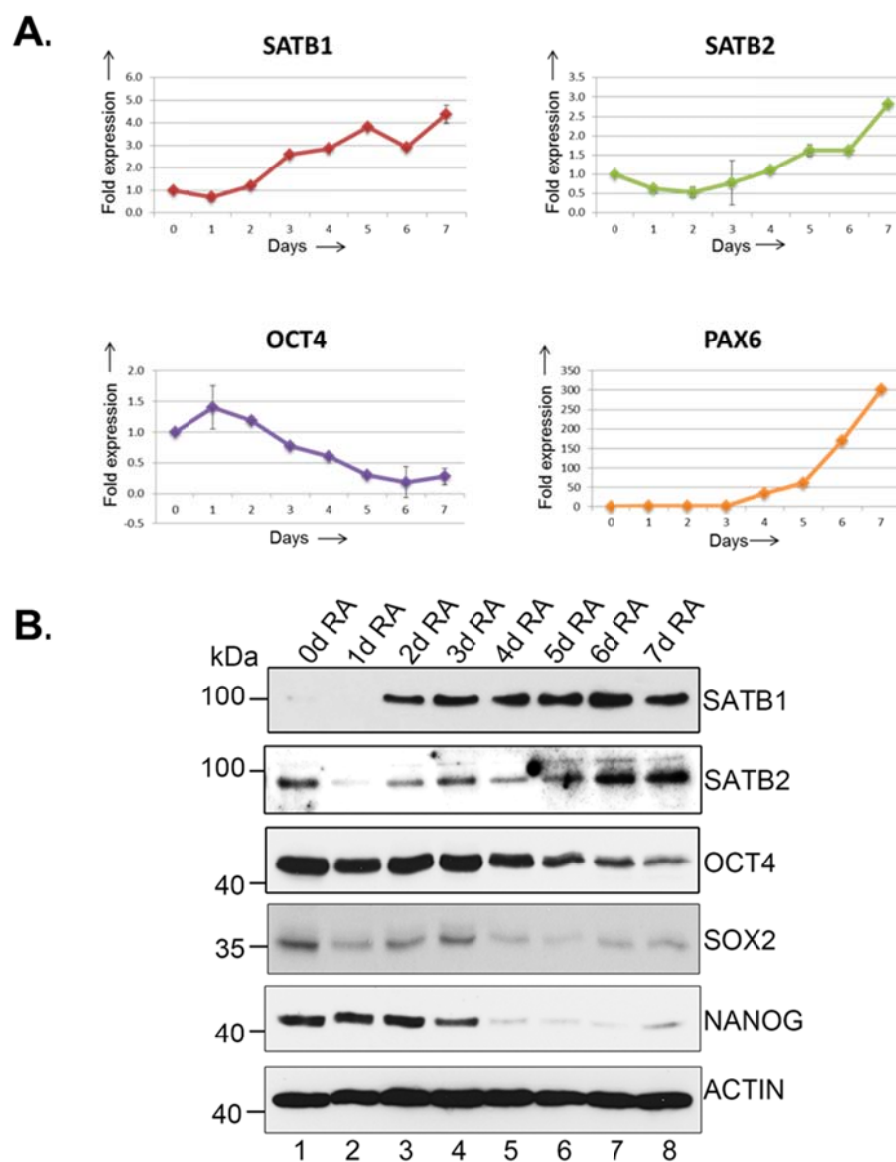 A.
SATB1
Fold expression
6.0
5.0
4.0
3.0
2.0
1.0
0.0
0 1 2 3 4 5 6 7
Days
SATB2
Fold expression
3.5
3.0
2.5
2.0
1.5
1.0
0.5
0.0
0 1 2 3 4 5 6 7
Days
OCT4
Fold expression
2.0
1.5
1.0
0.5
0.0
-0.5
0 1 2 3 4 5 6 7
Days
PAX6
Fold expression
350
300
250
200
150
100
50
0
0 1 2 3 4 5 6 7
Days
B.
kDa
0d RA 1d RA 2d RA 3d RA 4d RA 5d RA 6d RA 7d RA
100 SATB1
100 SATB2
40 OCT4
35 SOX2
40 NANOG
40 ACTIN
1 2 3 4 5 6 7 8